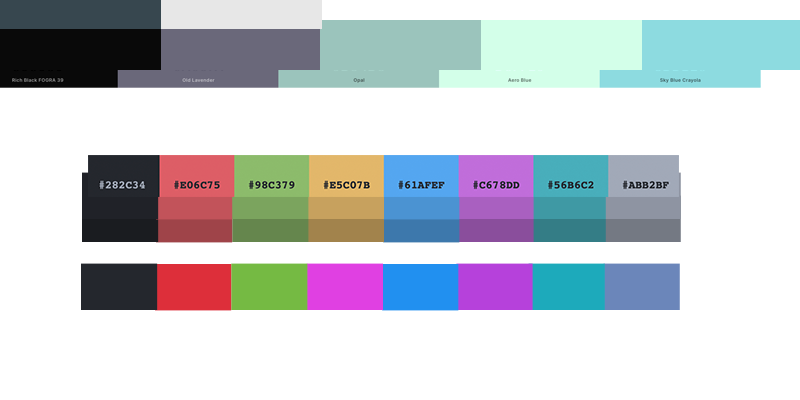 Rich Black FOGRA 39 Old Lavender Opal Aero Blue Sky Blue Crayola
#282C34 #E06C75 #98C379 #E5C07B #61AFEF #C678DD #56B6C2 #ABB2BF